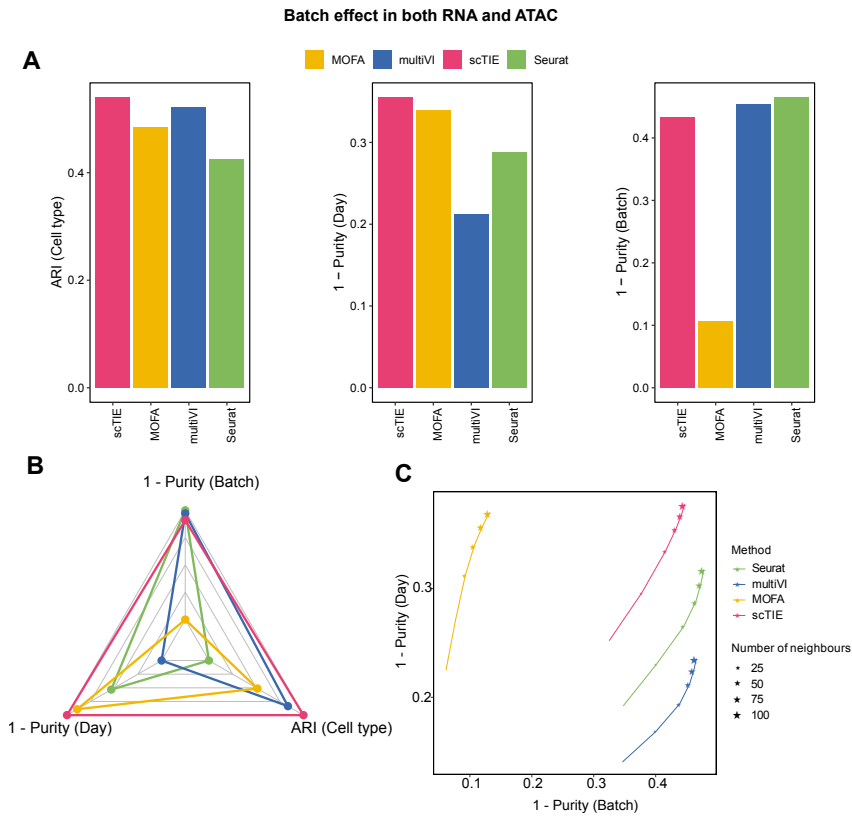 Batch effect in both RNA and ATAC
A
MOFA multiVI scTIE Seurat
ARI (Cell type)
0.4
0.2
0.0
scTIE
MOFA
multiVI
Seurat
1 − Purity (Day)
0.3
0.2
0.1
0.0
scTIE
MOFA
multiVI
Seurat
1 − Purity (Batch)
0.4
0.3
0.2
0.1
0.0
scTIE
MOFA
multiVI
Seurat
B
1 - Purity (Batch)
1 - Purity (Day)
ARI (Cell type)
C
1 - Purity (Day)
0.3
0.2
0.1
0.2
0.3
0.4
1 - Purity (Batch)
Method
Seurat
multiVI
MOFA
scTIE
Number of neighbours
25
50
75
100